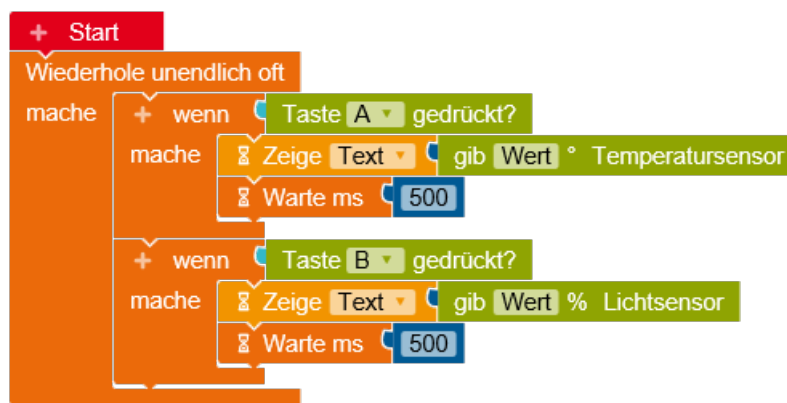 + Start
Wiederhole unendlich oft
mache + wenn Taste A gedrückt?
mache Zeige Text gib Wert ° Temperatursensor
Warte ms 500
+ wenn Taste B gedrückt?
mache Zeige Text gib Wert % Lichtsensor
Warte ms 500